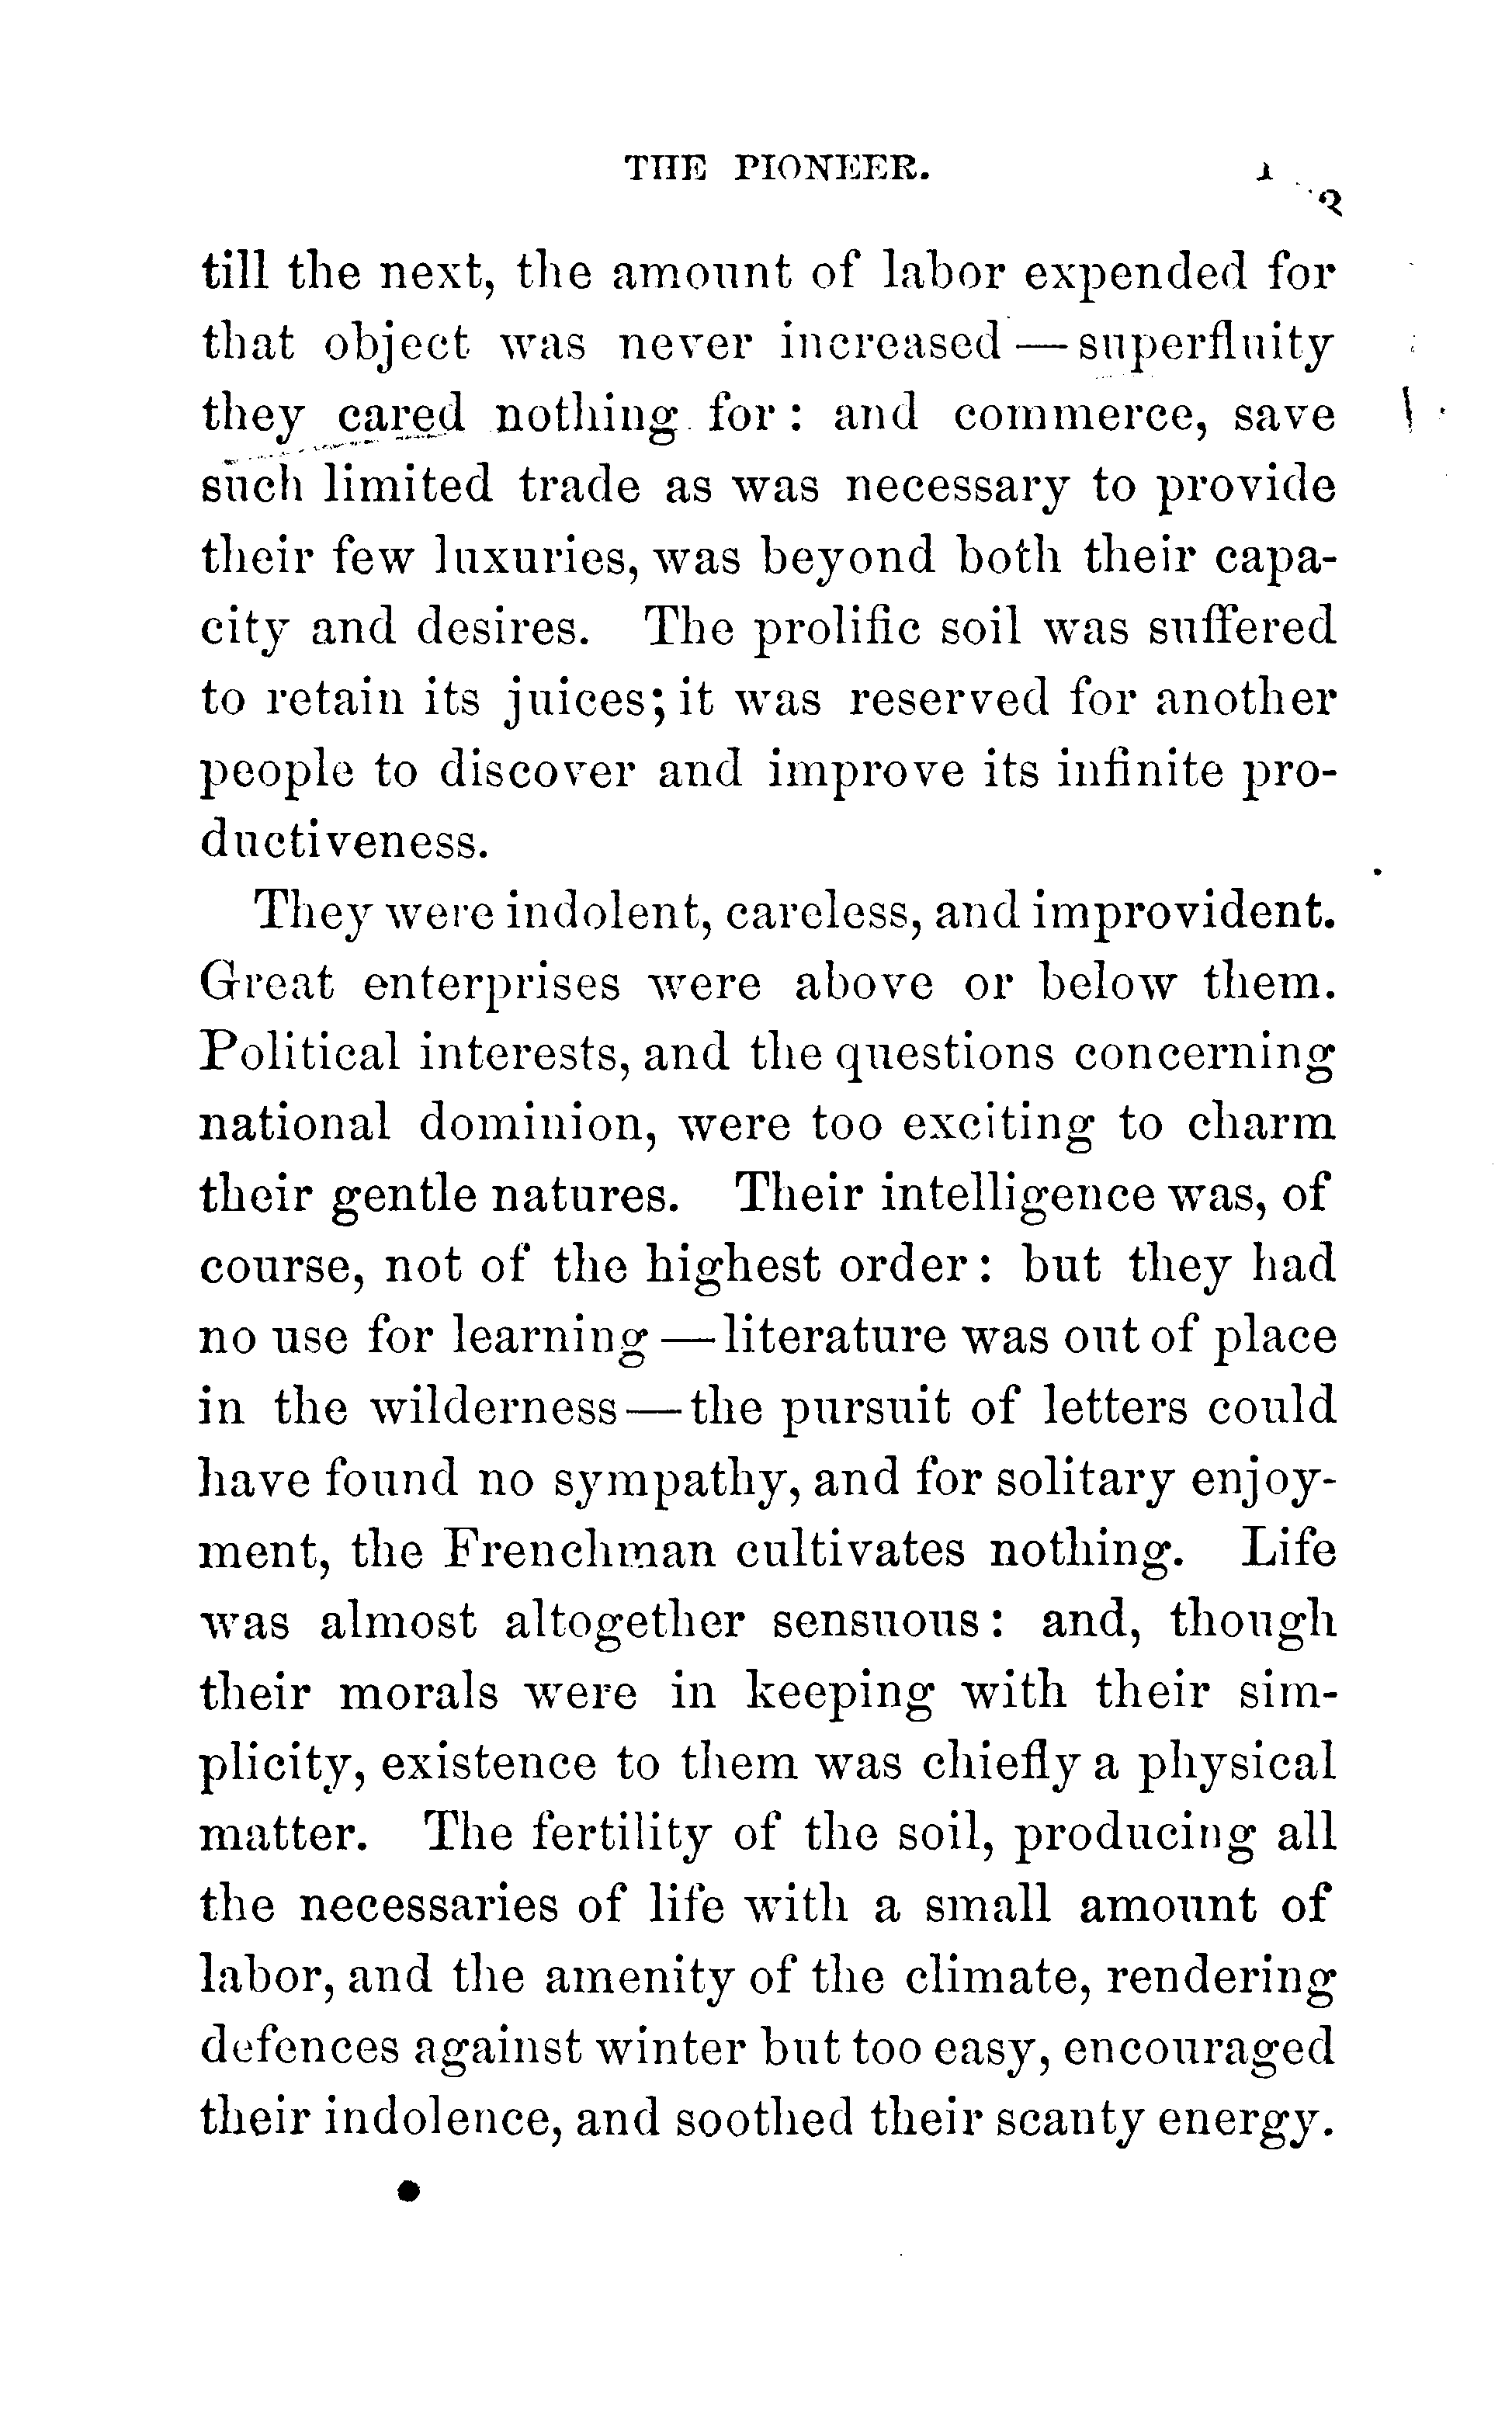 THE PIONEER.
till the next, the amount of labor expended for
that object was never increased — superfluity
they cared nothing for: and commerce, save
such limited trade as was necessary to provide
their few luxuries, was beyond both their capa-
city and desires. The prolific soil was suffered
to retain its juices; it was reserved for another
people to discover and improve its infinite pro-
ductiveness.
They were indolent, careless, and improvident.
Great enterprises were above or below them.
Political interests, and the questions concerning
national dominion, were too exciting to charm
their gentle natures. Their intelligence was, of
course, not of the highest order: but they had
no use for learning — literature was out of place
in the wilderness — the pursuit of letters could
have found no sympathy, and for solitary enjoy-
ment, the Frenchman cultivates nothing. Life
was almost altogether sensuous: and, though
their morals were in keeping with their sim-
plicity, existence to them was chiefly a physical
matter. The fertility of the soil, producing all
the necessaries of life with a small amount of
labor, and the amenity of the climate, rendering
defences against winter but too easy, encouraged
their indolence, and soothed their scanty energy.